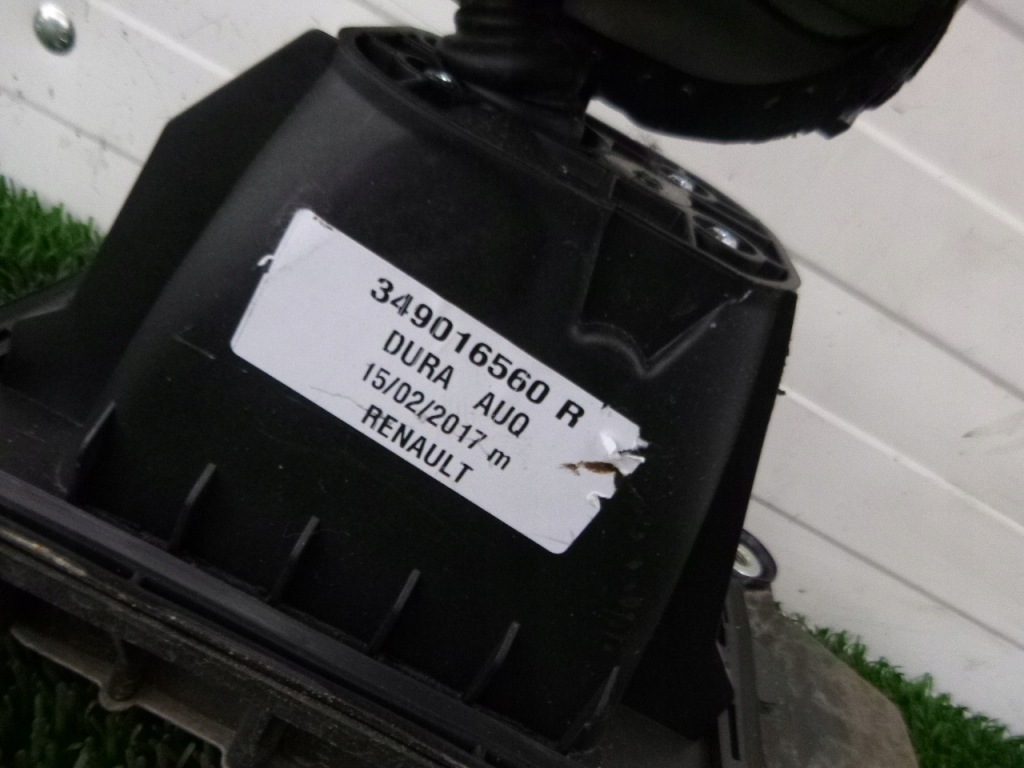 349016560 R
DURA AUQ
15/02/2017 m
RENAULT